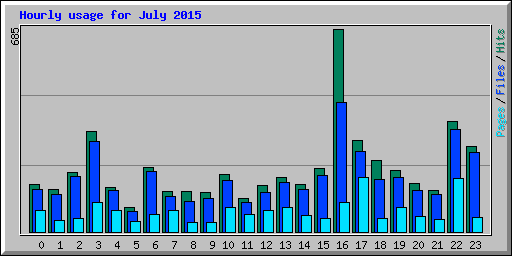 Hourly usage for July 2015
685
Pages/Files/Hits
0 1 2 3 4 5 6 7 8 9 10 11 12 13 14 15 16 17 18 19 20 21 22 23